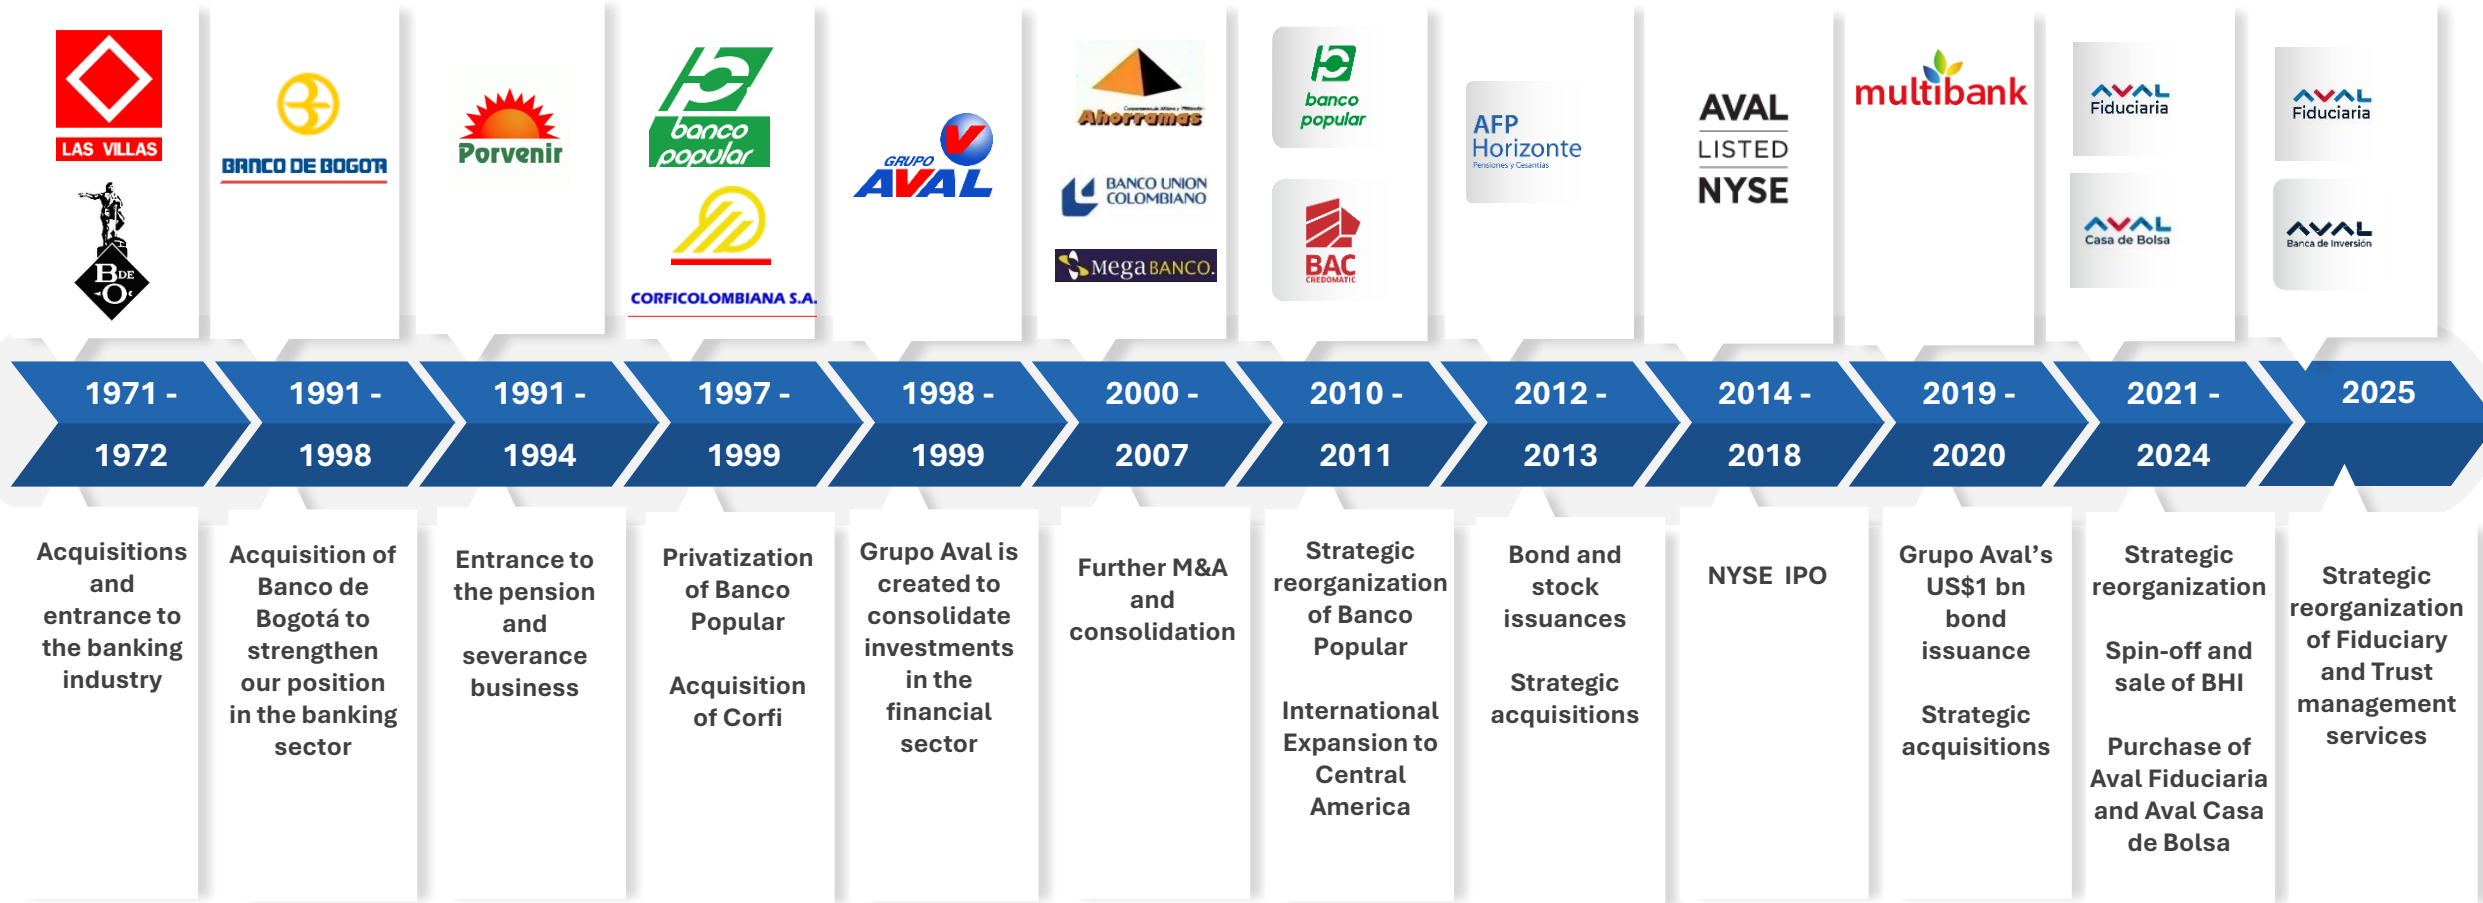 LAS VILLAS
B DE
O
BANCO DE BOGOTA
Porvenir
banco
popular
CORFICOLOMBIANA S.A.
GRUPO
AVAL
Ahorramas
BANCO UNION
COLOMBIANO
MegaBANCO.
banco
popular
BAC
CREDOMATIC
AFP
Horizonte
Pensiones y Cesantías
AVAL
LISTED
NYSE
multibank
AVAL
Fiduciaria
AVAL
Casa de Bolsa
AVAL
Fiduciaria
AVAL
Banca de Inversión
1971 -
1972
1991 -
1998
1991 -
1994
1997 -
1999
1998 -
1999
2000 -
2007
2010 -
2011
2012 -
2013
2014 -
2018
2019 -
2020
2021 -
2024
2025
Acquisitions
and
entrance to
the banking
industry
Acquisition of
Banco de
Bogotá to
strengthen
our position
in the banking
sector
Entrance to
the pension
and
severance
business
Privatization
of Banco
Popular
Acquisition
of Corfi
Grupo Aval is
created to
consolidate
investments
in the
financial
sector
Further M&A
and
consolidation
Strategic
reorganization
of Banco
Popular
International
Expansion to
Central
America
Bond and
stock
issuances
Strategic
acquisitions
NYSE IPO
Grupo Aval’s
US$1 bn
bond
issuance
Strategic
acquisitions
Strategic
reorganization
Spin-off and
sale of BHI
Purchase of
Aval Fiduciaria
and Aval Casa
de Bolsa
Strategic
reorganization
of Fiduciary
and Trust
management
services